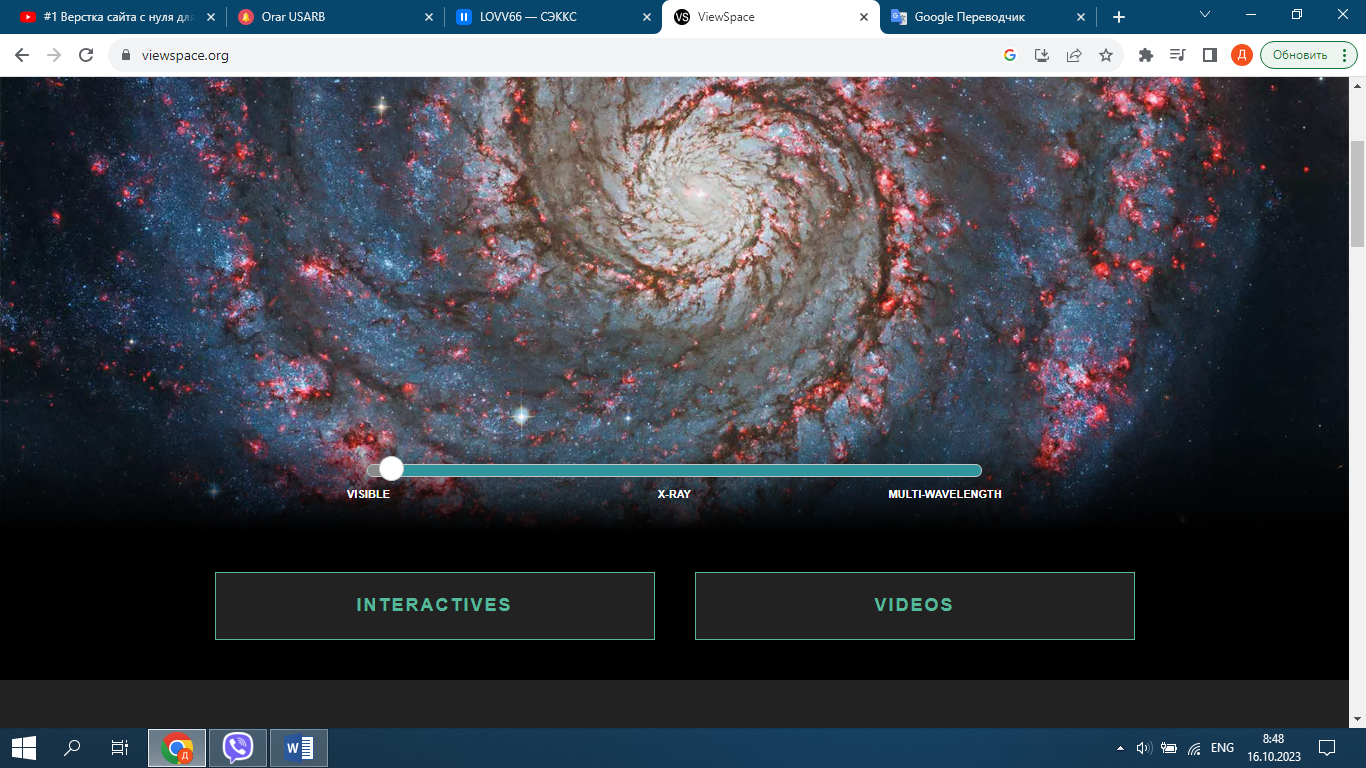 #1 Верстка сайта с нуля для
Orar USARB
LOVV66 — СЭККС
VS
ViewSpace
Google Переводчик
viewspace.org
Д
Обновить
VISIBLE
X-RAY
MULTI-WAVELENGTH
INTERACTIVES
VIDEOS
Д
W
ENG
8:48
16.10.2023